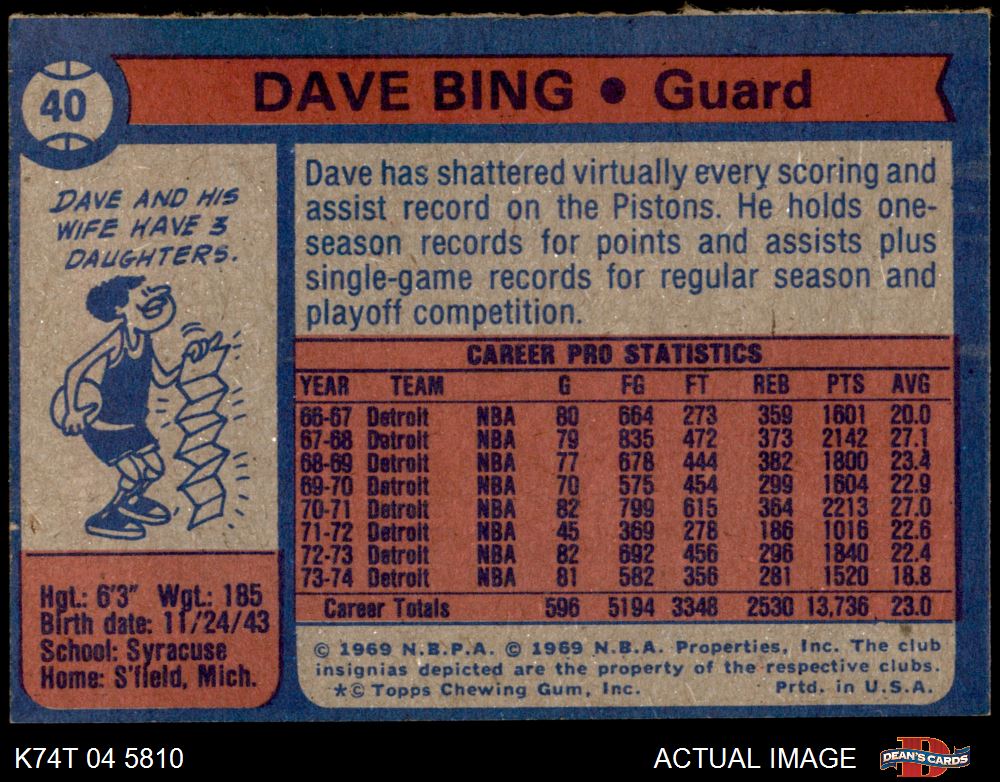 40
DAVE BING • Guard
DAVE AND HIS
WIFE HAVE 3
DAUGHTERS.
Hgt.: 6'3" Wgt.: 185
Birth date: 11/24/43
School: Syracuse
Home: S'field, Mich.
Dave has shattered virtually every scoring and
assist record on the Pistons. He holds one-
season records for points and assists plus
single-game records for regular season and
playoff competition.
CAREER PRO STATISTICS
YEAR TEAM G FG FT REB PTS AVG
66-67 Detroit NBA 80 664 273 359 1601 20.0
67-68 Detroit NBA 79 835 472 373 2142 27.1
68-69 Detroit NBA 77 678 444 382 1800 23.4
69-70 Detroit NBA 70 575 454 299 1604 22.9
70-71 Detroit NBA 82 799 615 364 2213 27.0
71-72 Detroit NBA 45 369 278 186 1016 22.6
72-73 Detroit NBA 82 692 456 298 1840 22.4
73-74 Detroit NBA 81 582 356 281 1520 18.8
Career Totals 596 5194 3348 2530 13,736 23.0
© 1969 N.B.P.A. © 1969 N.B.A. Properties, Inc. The club
insignias depicted are the property of the respective clubs.
*© Topps Chewing Gum, Inc. Prtd. in U.S.A.
K74T 04 5810 ACTUAL IMAGE DEAN'S CARDS